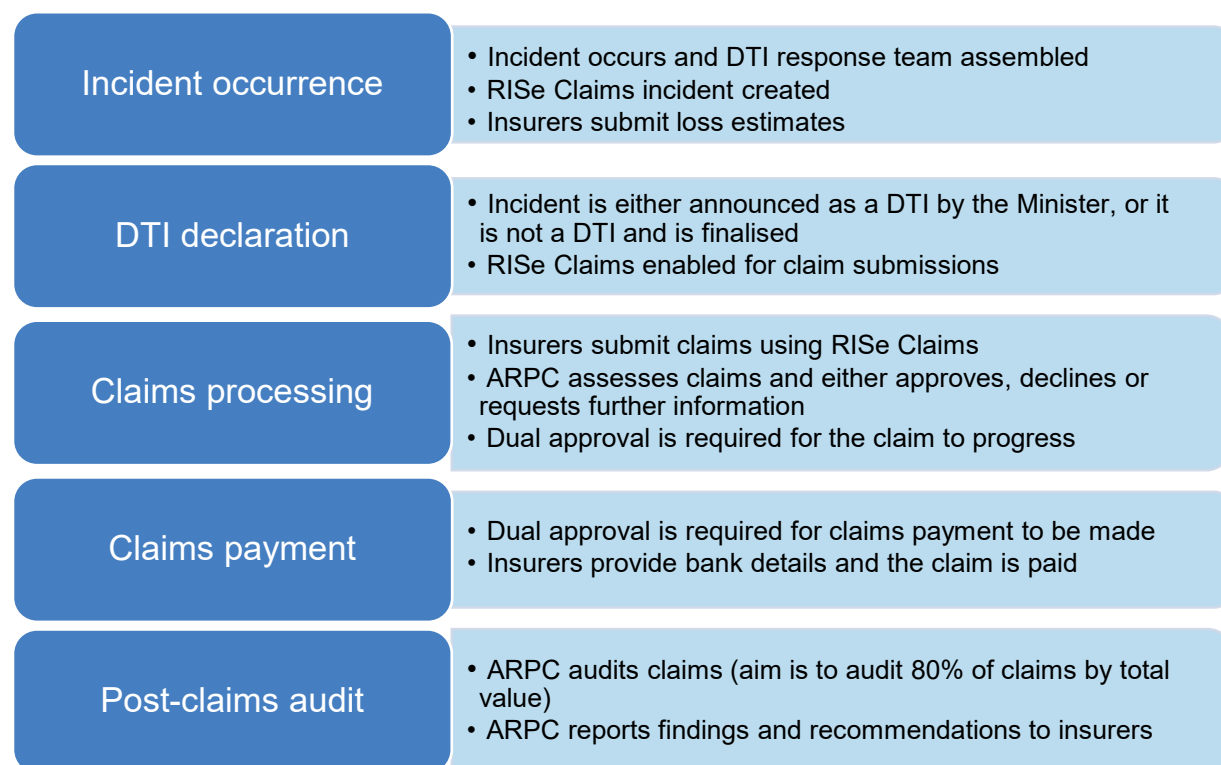 Incident occurrence
• Incident occurs and DTI response team assembled
• RISe Claims incident created
• Insurers submit loss estimates
DTI declaration
• Incident is either announced as a DTI by the Minister, or it
is not a DTI and is finalised
• RISe Claims enabled for claim submissions
Claims processing
• Insurers submit claims using RISe Claims
• ARPC assesses claims and either approves, declines or
requests further information
• Dual approval is required for the claim to progress
Claims payment
• Dual approval is required for claims payment to be made
• Insurers provide bank details and the claim is paid
Post-claims audit
• ARPC audits claims (aim is to audit 80% of claims by total
value)
• ARPC reports findings and recommendations to insurers